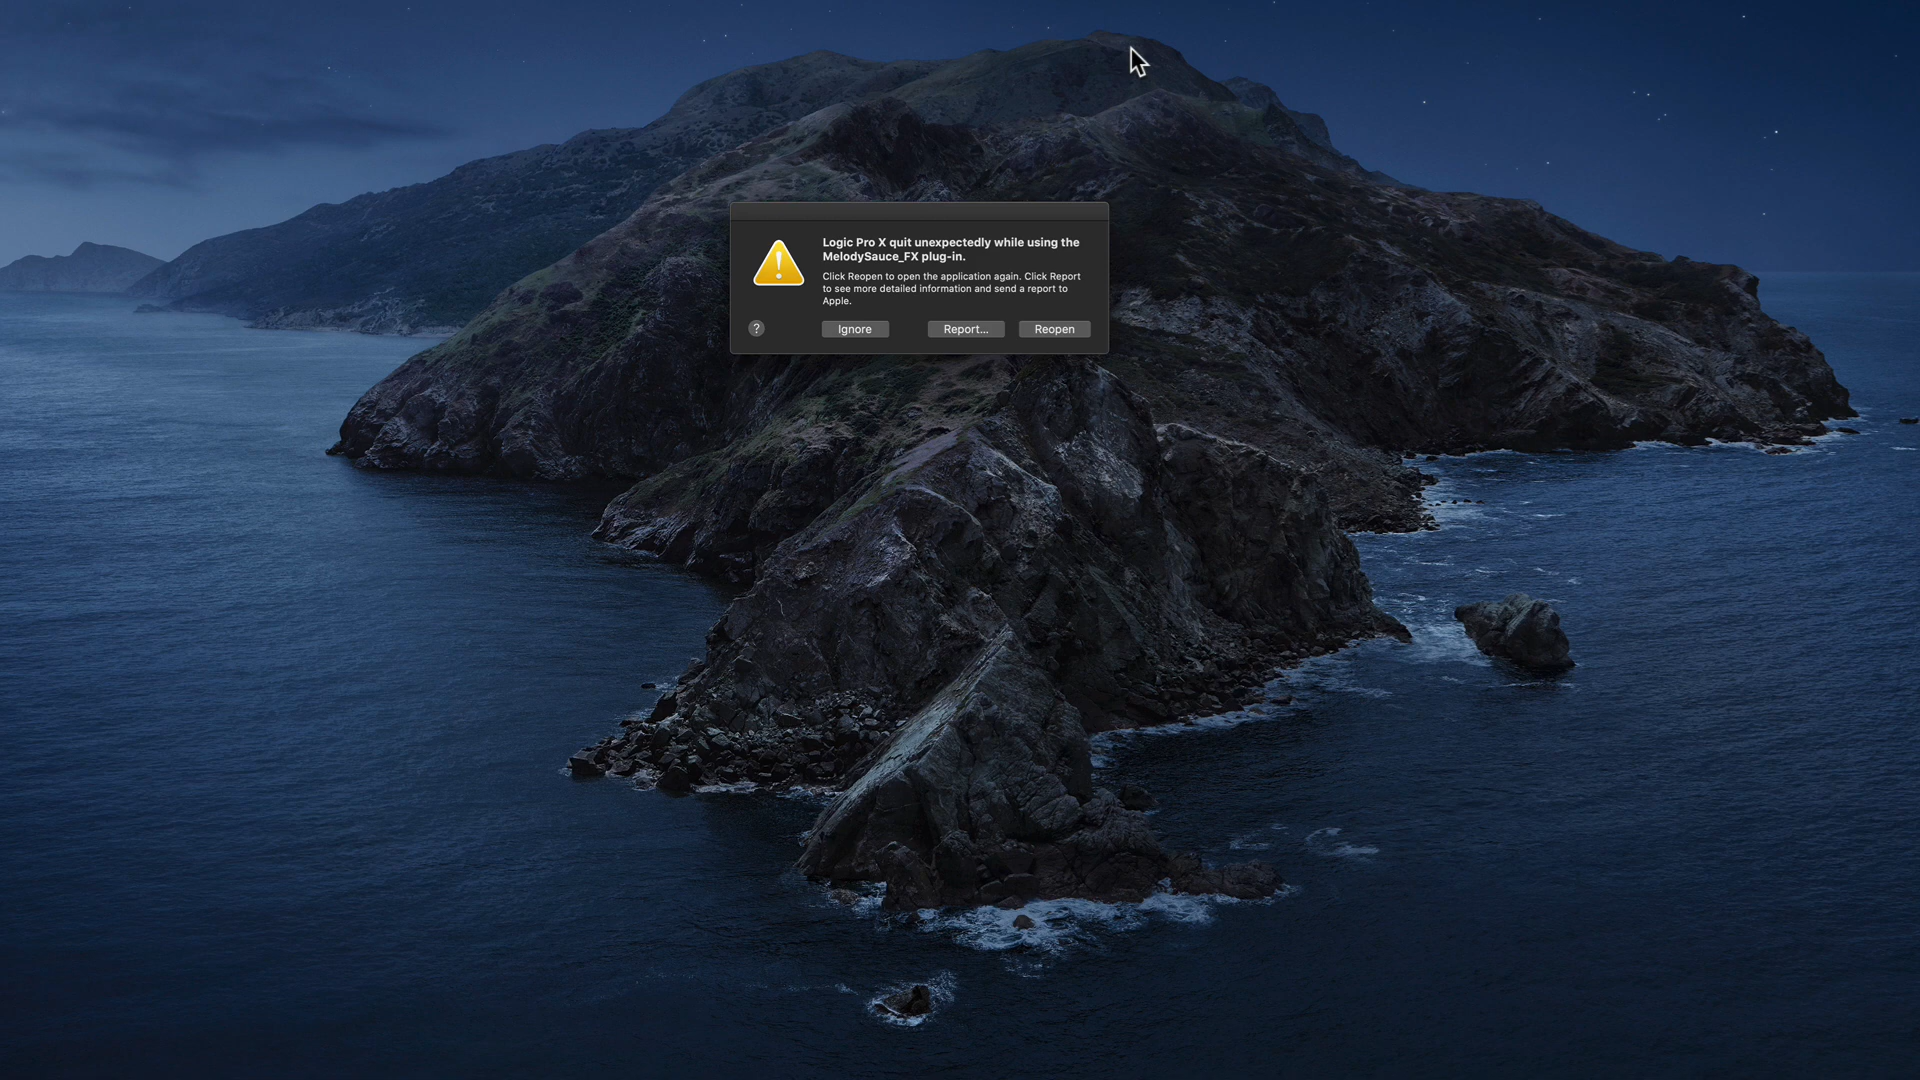 Logic Pro X quit unexpectedly while using the
MelodySauce_FX plug-in.
Click Reopen to open the application again. Click Report
to see more detailed information and send a report to
Apple.
?
Ignore
Report...
Reopen